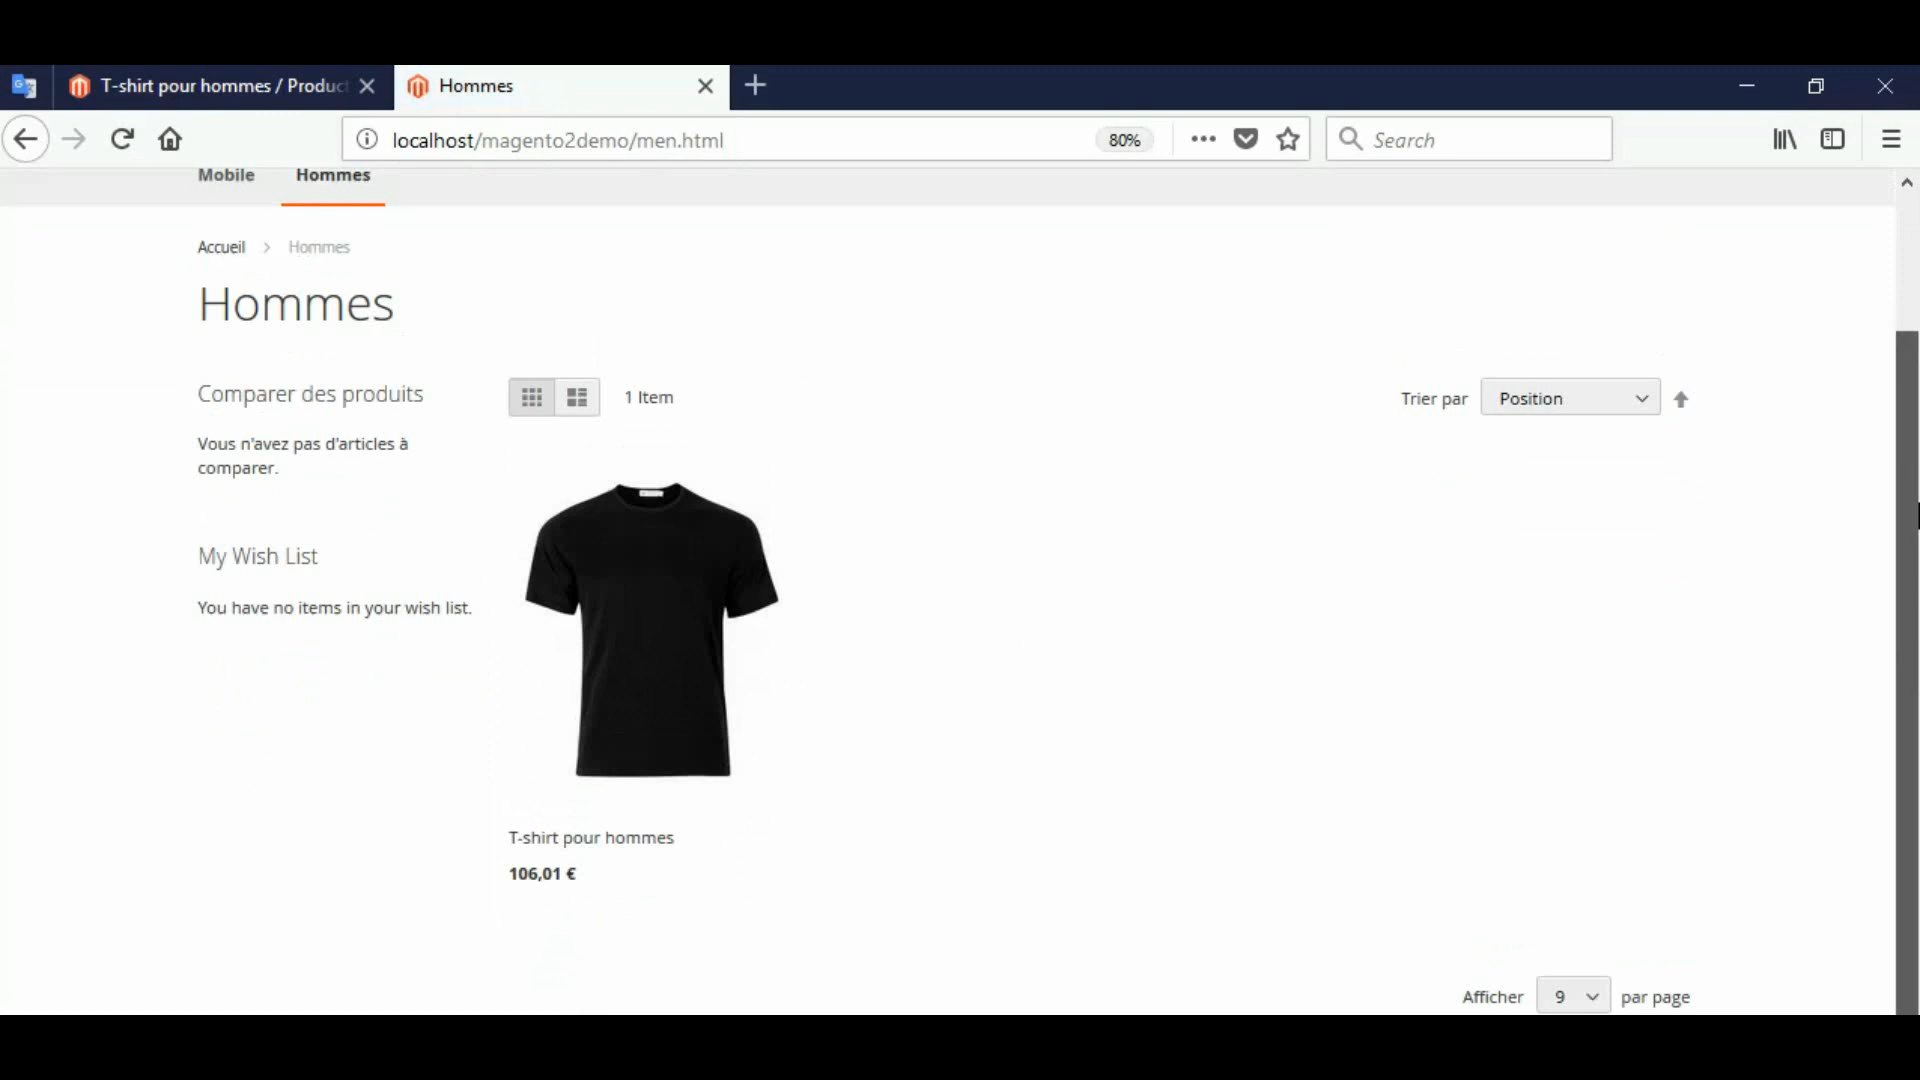 T-shirt pour hommes / Product
Hommes
localhost/magento2demo/men.html
80%
Search
Mobile
Hommes
Accueil
Hommes
Hommes
Comparer des produits
1 Item
Trier par
Position
Vous n'avez pas d'articles à
comparer.
My Wish List
You have no items in your wish list.
T-shirt pour hommes
106,01 €
Afficher
9
par page